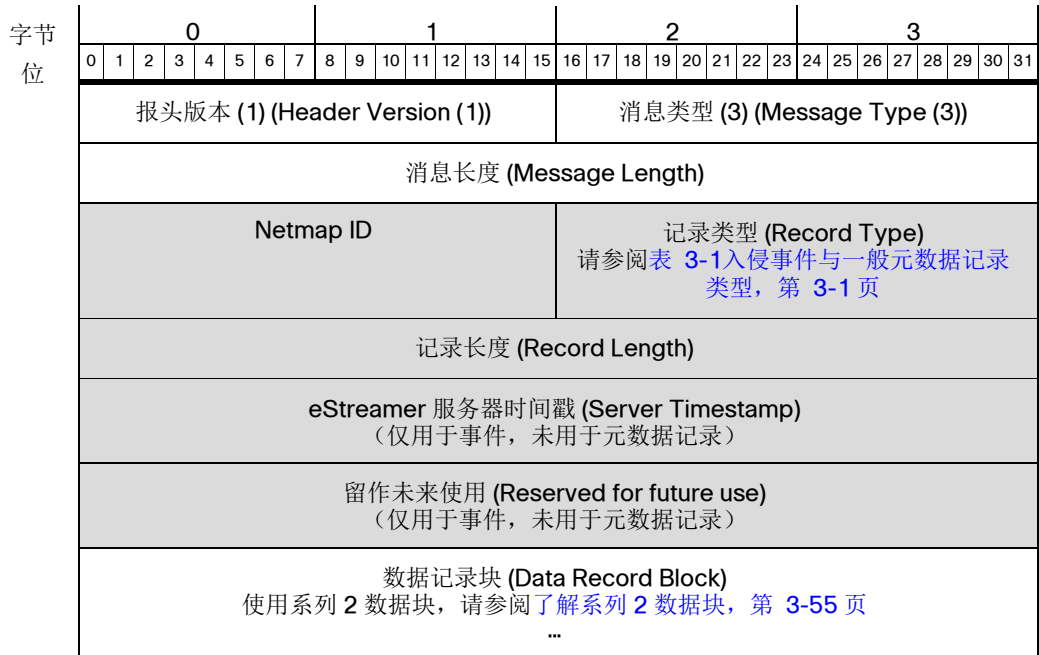 字节 0 1 2 3
位 0 1 2 3 4 5 6 7 8 9 10 11 12 13 14 15 16 17 18 19 20 21 22 23 24 25 26 27 28 29 30 31
报头版本 (1) (Header Version (1)) 消息类型 (3) (Message Type (3))
消息长度 (Message Length)
Netmap ID
记录类型 (Record Type)
请参阅表 3-1入侵事件与一般元数据记录
类型，第 3-1 页
记录长度 (Record Length)
eStreamer 服务器时间戳 (Server Timestamp)
（仅用于事件，未用于元数据记录）
留作未来使用 (Reserved for future use)
（仅用于事件，未用于元数据记录）
数据记录块 (Data Record Block)
使用系列 2 数据块，请参阅了解系列 2 数据块，第 3-55 页
...